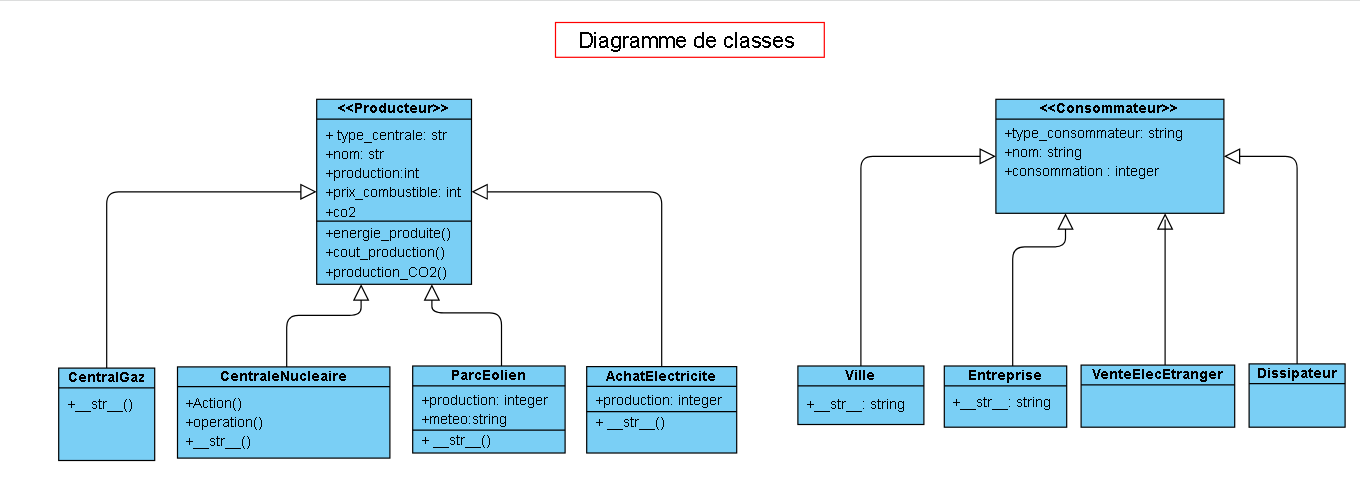 Diagramme de classes
<<Producteur>>
+ type_centrale: str
+nom: str
+production:int
+prix_combustible: int
+co2
+energie_produite()
+cout_production()
+production_CO2()
<<Consommateur>>
+type_consommateur: string
+nom: string
+consommation : integer
CentralGaz
+__str__()
CentraleNucleaire
+Action()
+operation()
+__str__()
ParcEolien
+production: integer
+meteo:string
+ __str__()
AchatElectricite
+production: integer
+ __str__()
Ville
+__str__: string
Entreprise
+__str__: string
VenteElecEtranger
Dissipateur